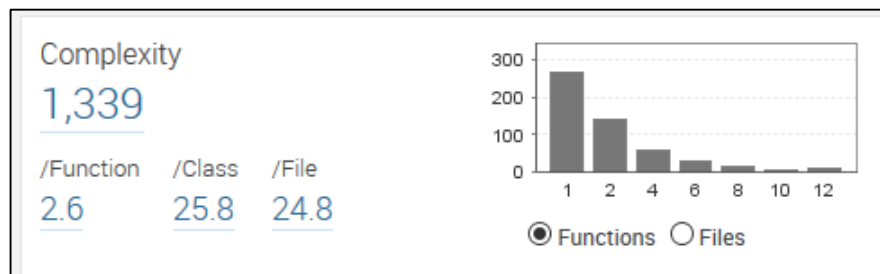 Complexity
1,339
/Function /Class /File
2.6 25.8 24.8
300
200
100
0
1 2 4 6 8 10 12
Functions Files